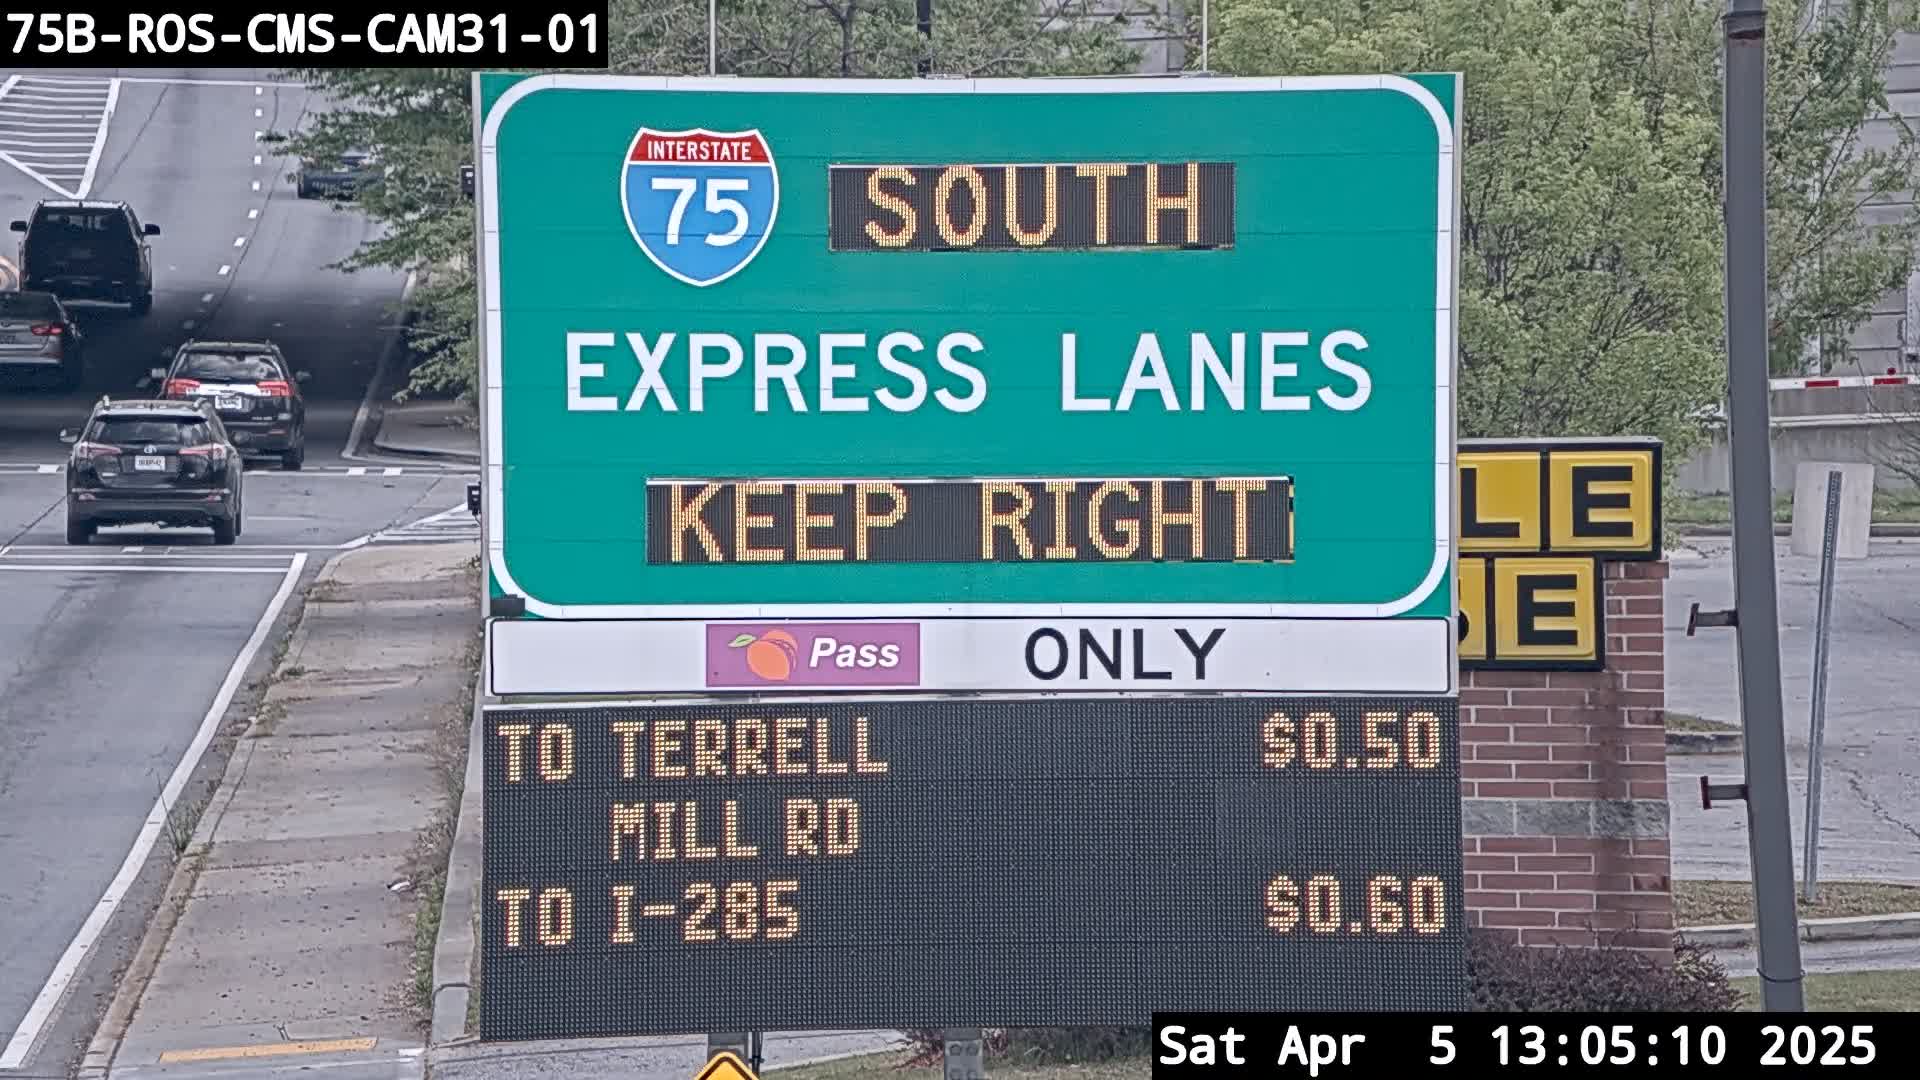 75B-ROS-CMS-CAM31-01
INTERSTATE
75
SOUTH
EXPRESS LANES
KEEP RIGHT
Pass ONLY
TO TERRELL $0.50
MILL RD
TO I-285 $0.60
LE
E
Sat Apr 5 13:05:10 2025